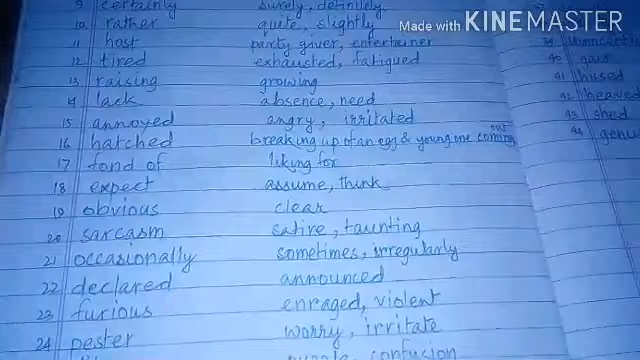 Made with KINEMASTER
9 certainly surely, definitely
10 rather quite, slightly
11 host party giver, entertainer
12 tired exhausted, fatigued
13 raising growing
14 lack absence, need
15 annoyed angry, irritated
16 hatched breaking up of an egg & young one coming out
17 fond of liking for
18 expect assume, think
19 obvious clear
20 sarcasm satire, taunting
21 occasionally sometimes, irregularly
22 declared announced
23 furious enraged, violent
24 pester worry, irritate
puzzle, confusion
40
41 hissed
42 heaved
43 shed
44 genu